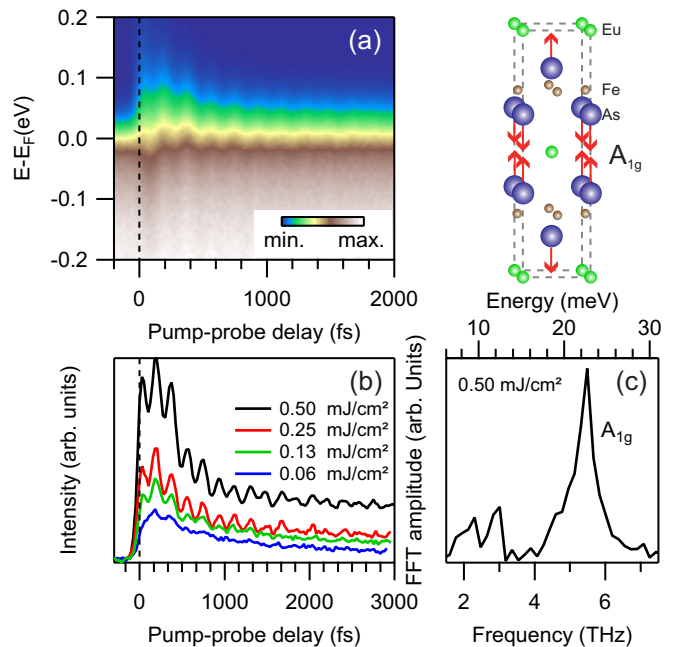 (a)
0.2
0.1
0.0
-0.1
-0.2
E-E_F(eV)
min. max.
0 1000 2000
Pump-probe delay (fs)
Eu
Fe
As
A_1g
(b)
0.50 mJ/cm²
0.25 mJ/cm²
0.13 mJ/cm²
0.06 mJ/cm²
Intensity (arb. units)
0 1000 2000 3000
Pump-probe delay (fs)
Energy (meV)
10 20 30
0.50 mJ/cm²
(c)
A_1g
FFT amplitude (arb. Units)
2 4 6
Frequency (THz)